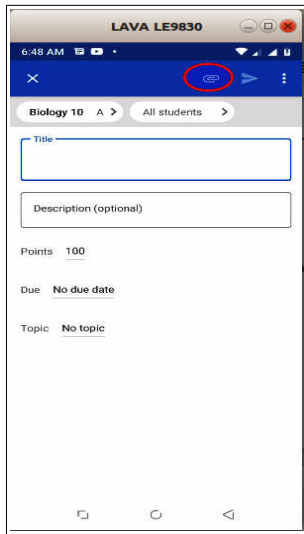 LAVA LE9830
6:48 AM
Biology 10 A
All students
Title
Description (optional)
Points 100
Due No due date
Topic No topic